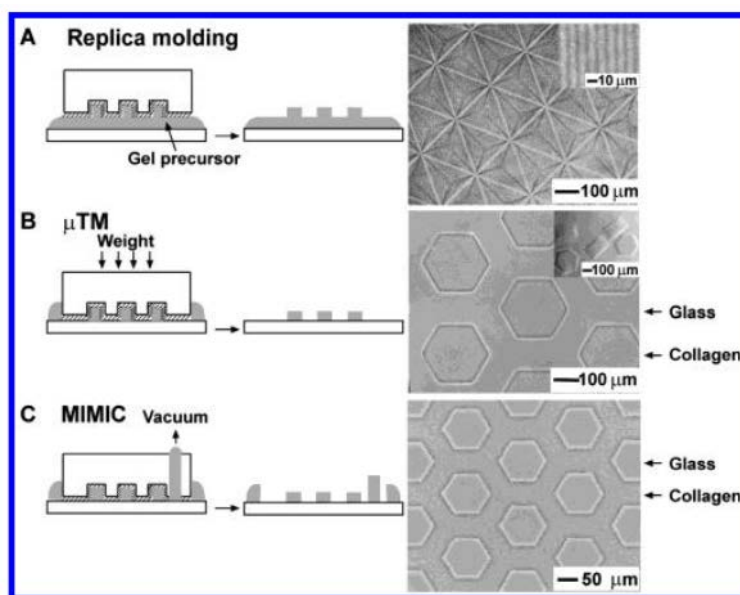 A Replica molding
Gel precursor
10 μm
100 μm
B μTM
Weight
100 μm
Glass
Collagen
100 μm
C MIMIC
Vacuum
Glass
Collagen
50 μm